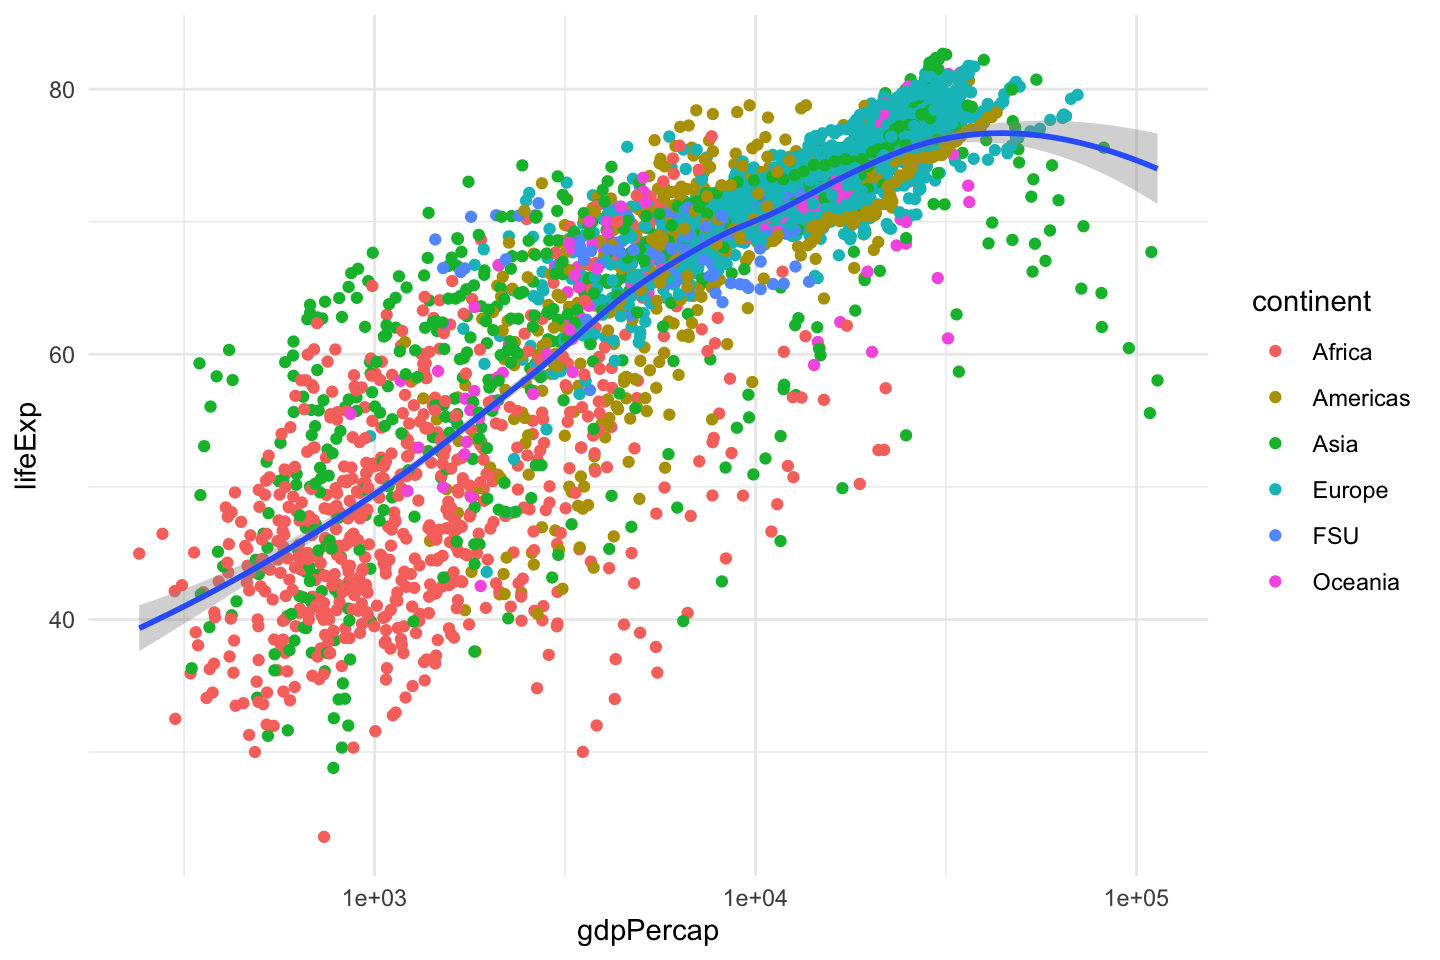 80
60
40
lifeExp
1e+03
1e+04
1e+05
gdpPercap
continent
Africa
Americas
Asia
Europe
FSU
Oceania